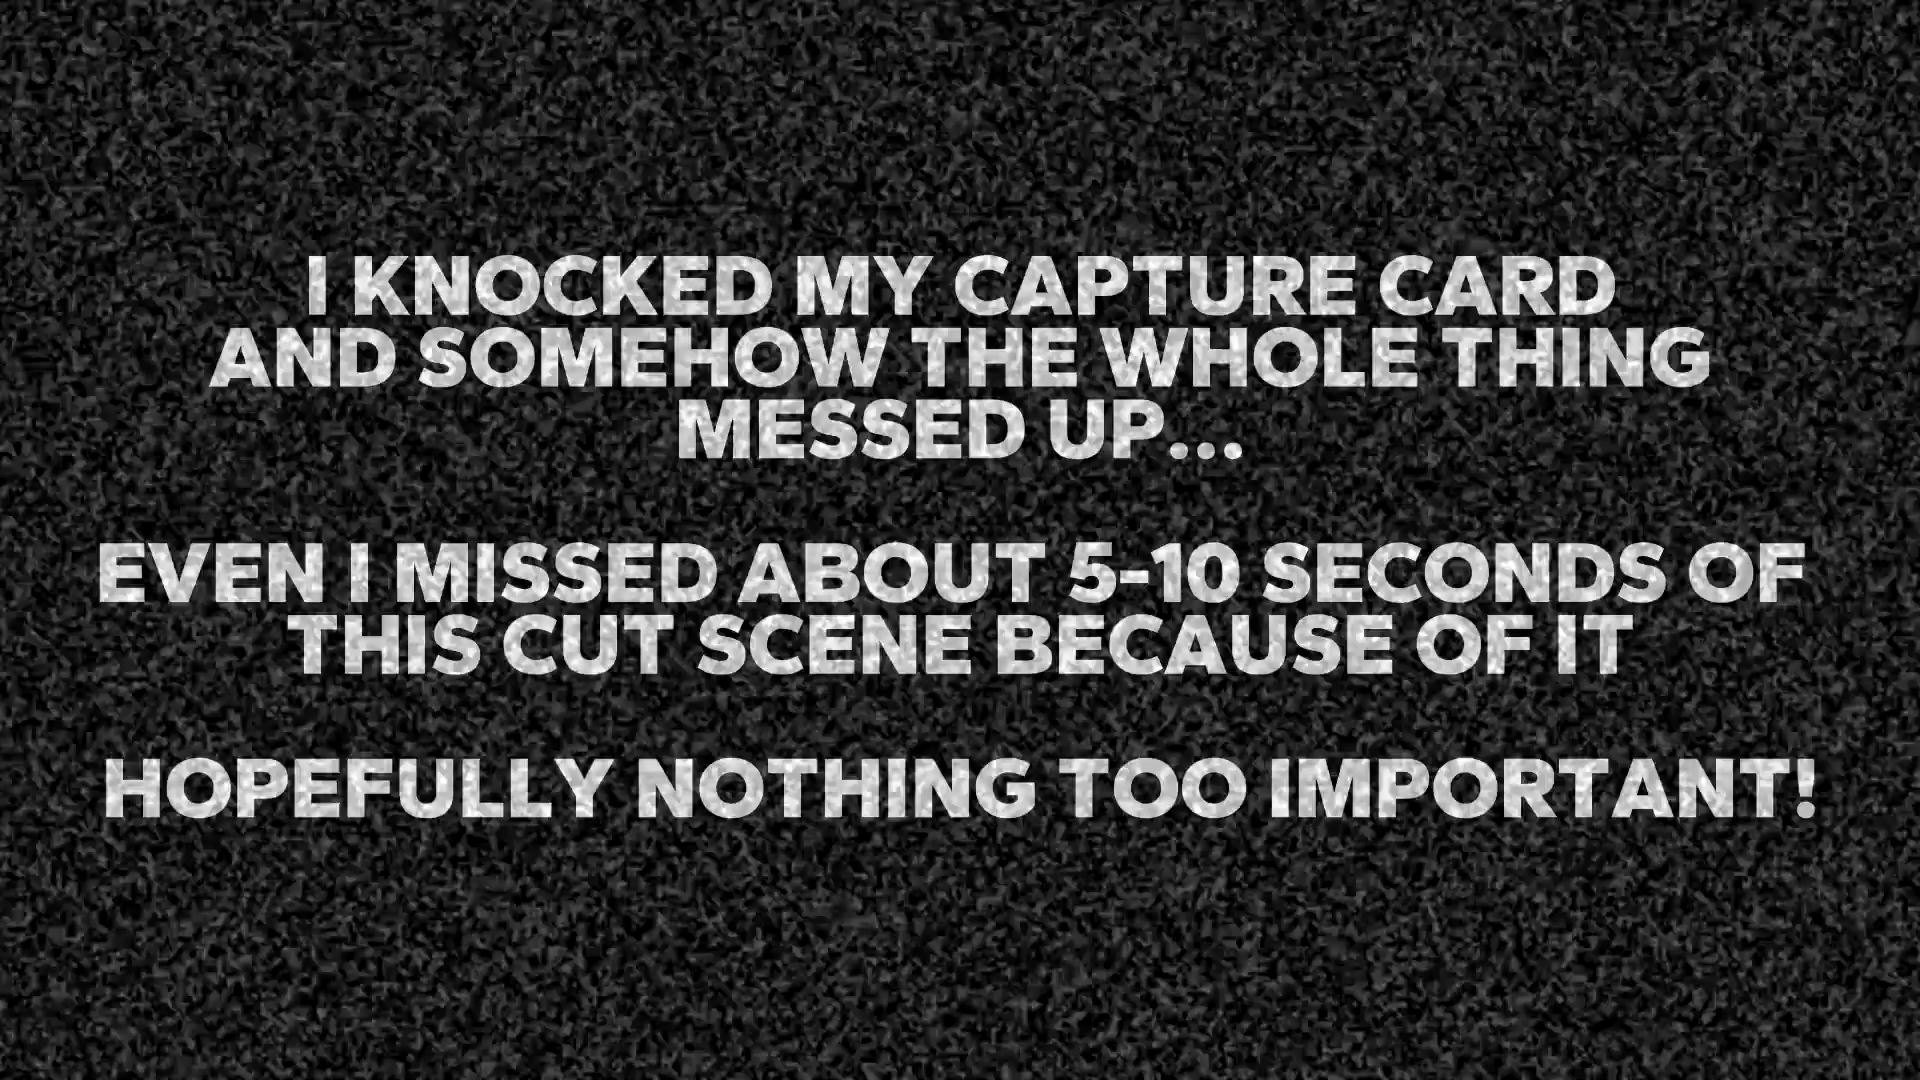 I KNOCKED MY CAPTURE CARD
AND SOMEHOW THE WHOLE THING
MESSED UP...
EVEN I MISSED ABOUT 5-10 SECONDS OF
THIS CUT SCENE BECAUSE OF IT
HOPEFULLY NOTHING TOO IMPORTANT!